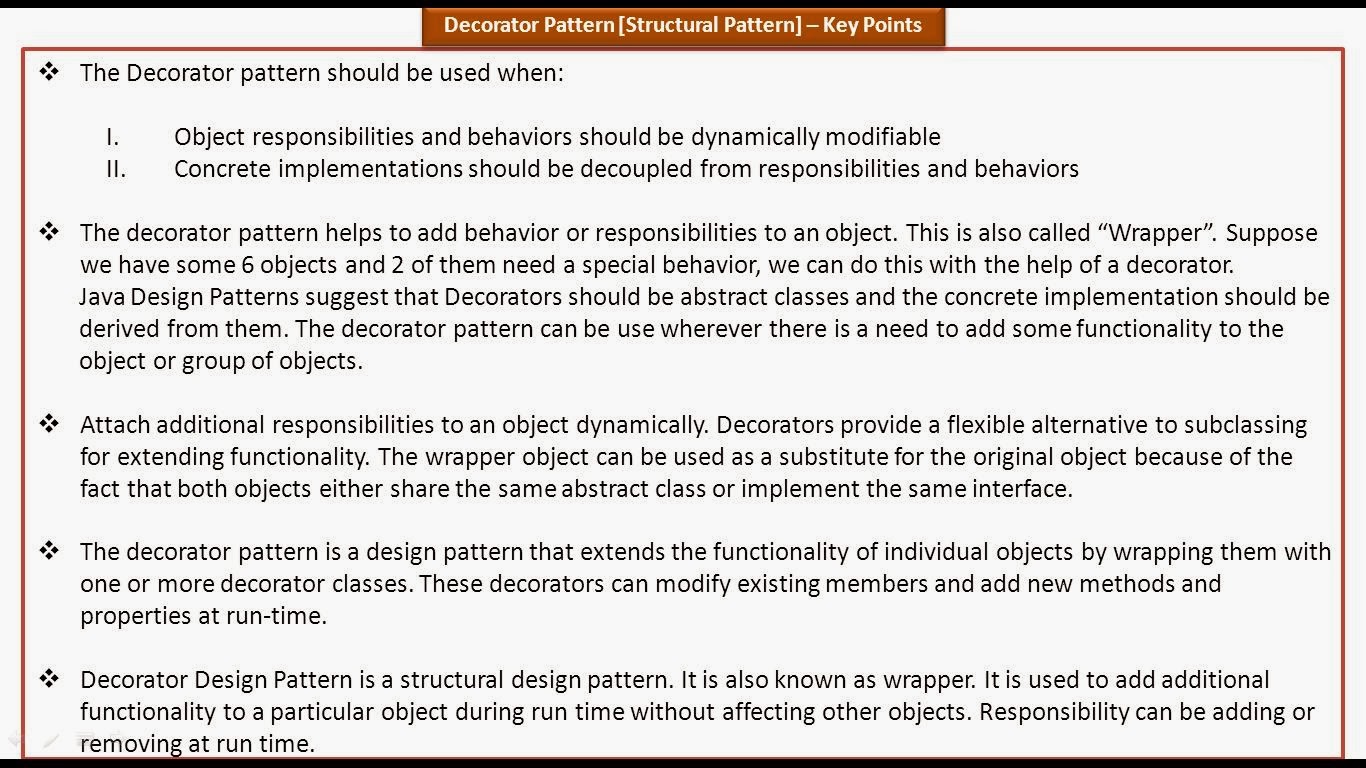 Decorator Pattern [Structural Pattern] – Key Points
❖ The Decorator pattern should be used when:
I. Object responsibilities and behaviors should be dynamically modifiable
II. Concrete implementations should be decoupled from responsibilities and behaviors
❖ The decorator pattern helps to add behavior or responsibilities to an object. This is also called “Wrapper”. Suppose
we have some 6 objects and 2 of them need a special behavior, we can do this with the help of a decorator.
Java Design Patterns suggest that Decorators should be abstract classes and the concrete implementation should be
derived from them. The decorator pattern can be use wherever there is a need to add some functionality to the
object or group of objects.
❖ Attach additional responsibilities to an object dynamically. Decorators provide a flexible alternative to subclassing
for extending functionality. The wrapper object can be used as a substitute for the original object because of the
fact that both objects either share the same abstract class or implement the same interface.
❖ The decorator pattern is a design pattern that extends the functionality of individual objects by wrapping them with
one or more decorator classes. These decorators can modify existing members and add new methods and
properties at run-time.
❖ Decorator Design Pattern is a structural design pattern. It is also known as wrapper. It is used to add additional
functionality to a particular object during run time without affecting other objects. Responsibility can be adding or
removing at run time.